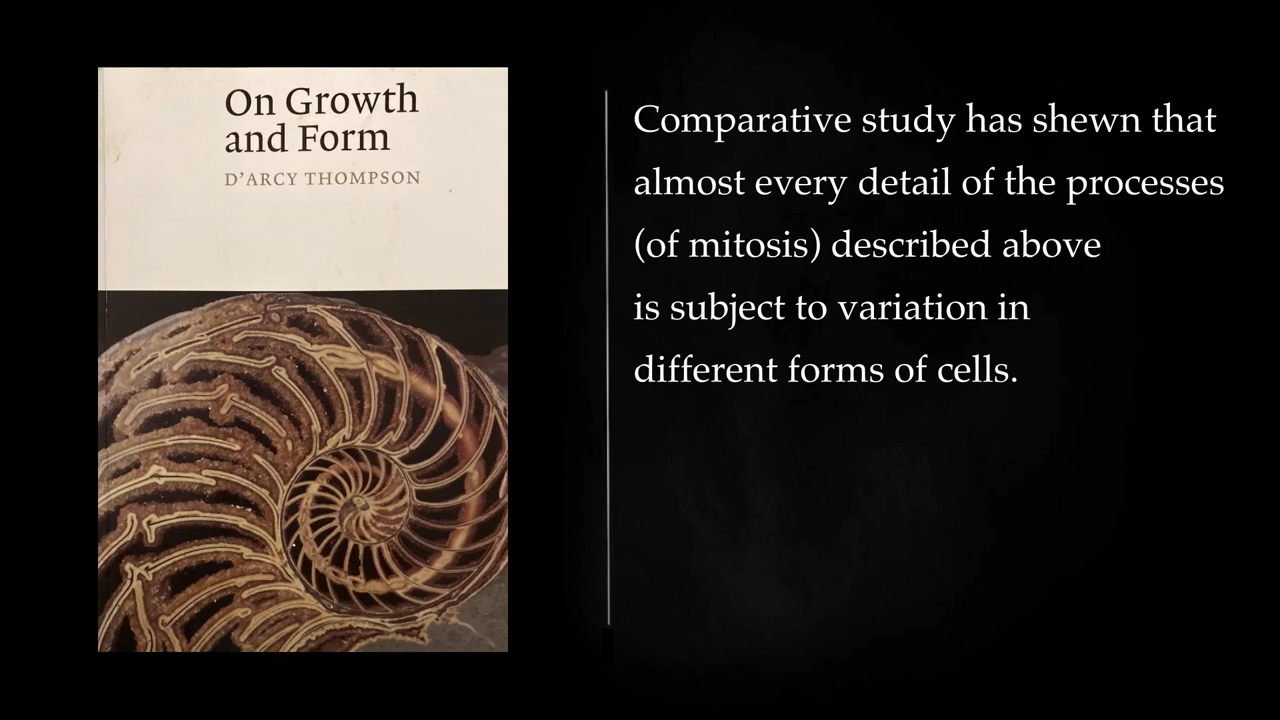 On Growth
and Form
D'ARCY THOMPSON
Comparative study has shewn that
almost every detail of the processes
(of mitosis) described above
is subject to variation in
different forms of cells.